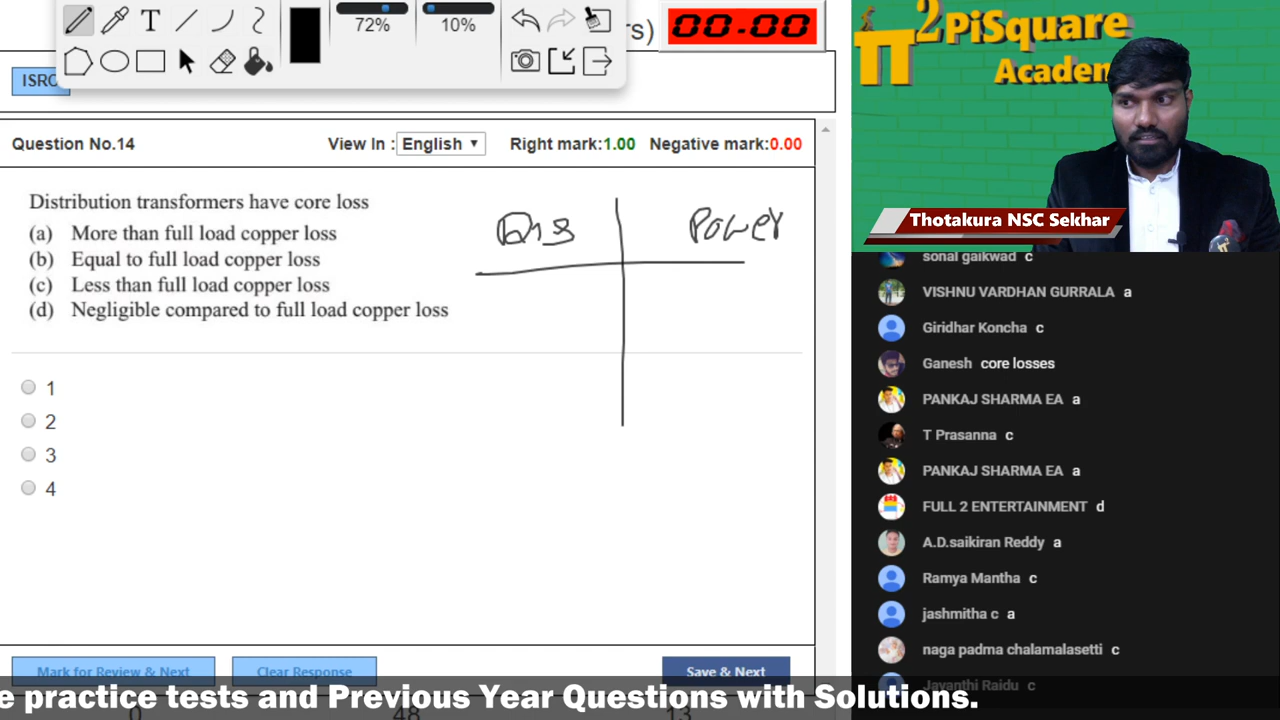 72%
10%
rs)
00.00
2PiSquare
π
Academ
ISRO
Question No.14
View In :
English
Right mark:1.00
Negative mark:0.00
Distribution transformers have core loss
(a) More than full load copper loss
(b) Equal to full load copper loss
(c) Less than full load copper loss
(d) Negligible compared to full load copper loss
Dis
Power
1
2
3
4
Thotakura NSC Sekhar
sonal gaikwad c
VISHNU VARDHAN GURRALA a
Giridhar Koncha c
Ganesh core losses
PANKAJ SHARMA EA a
T Prasanna c
PANKAJ SHARMA EA a
FULL 2 ENTERTAINMENT d
A.D.saikiran Reddy a
Ramya Mantha c
jashmitha c a
naga padma chalamalasetti c
Jayanthi Raidu c
Mark for Review & Next
Clear Response
Save & Next
e practice tests and Previous Year Questions with Solutions.
0
48
13